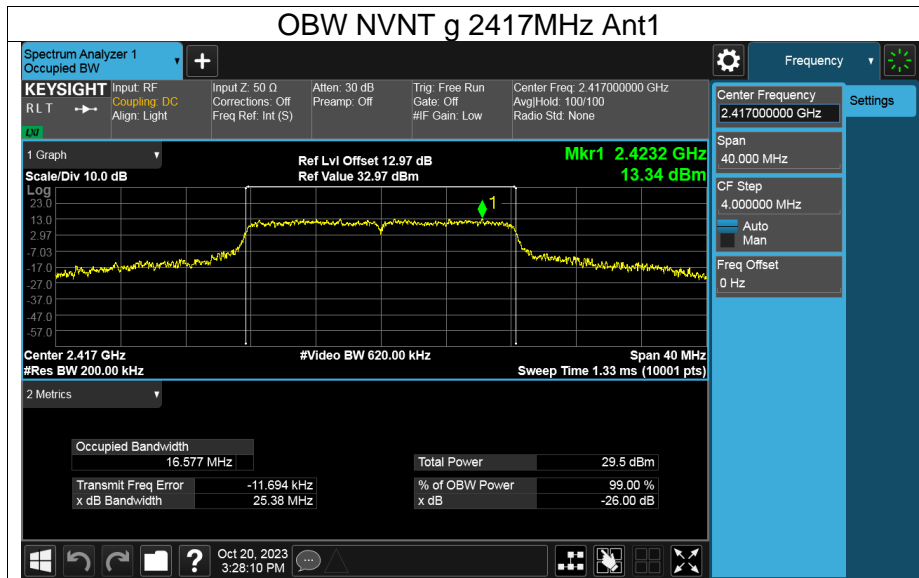 OBW NVNT g 2417MHz Ant1
Spectrum Analyzer 1
Occupied BW
+
Frequency
KEYSIGHT
RLT
LXI
Input: RF
Coupling: DC
Align: Light
Input Z: 50 Ω
Corrections: Off
Freq Ref: Int (S)
Atten: 30 dB
Preamp: Off
Trig: Free Run
Gate: Off
#IF Gain: Low
Center Freq: 2.417000000 GHz
Avg|Hold: 100/100
Radio Std: None
Center Frequency
2.417000000 GHz
Settings
Span
40.000 MHz
CF Step
4.000000 MHz
Auto
Man
Freq Offset
0 Hz
1 Graph
Scale/Div 10.0 dB
Ref Lvl Offset 12.97 dB
Ref Value 32.97 dBm
Mkr1 2.4232 GHz
13.34 dBm
Log
23.0
13.0
2.97
-7.03
-17.0
-27.0
-37.0
-47.0
-57.0
1
Center 2.417 GHz
#Res BW 200.00 kHz
#Video BW 620.00 kHz
Span 40 MHz
Sweep Time 1.33 ms (10001 pts)
2 Metrics
Occupied Bandwidth
16.577 MHz
Total Power 29.5 dBm
Transmit Freq Error -11.694 kHz
% of OBW Power 99.00 %
x dB Bandwidth 25.38 MHz
x dB -26.00 dB
?
Oct 20, 2023
3:28:10 PM